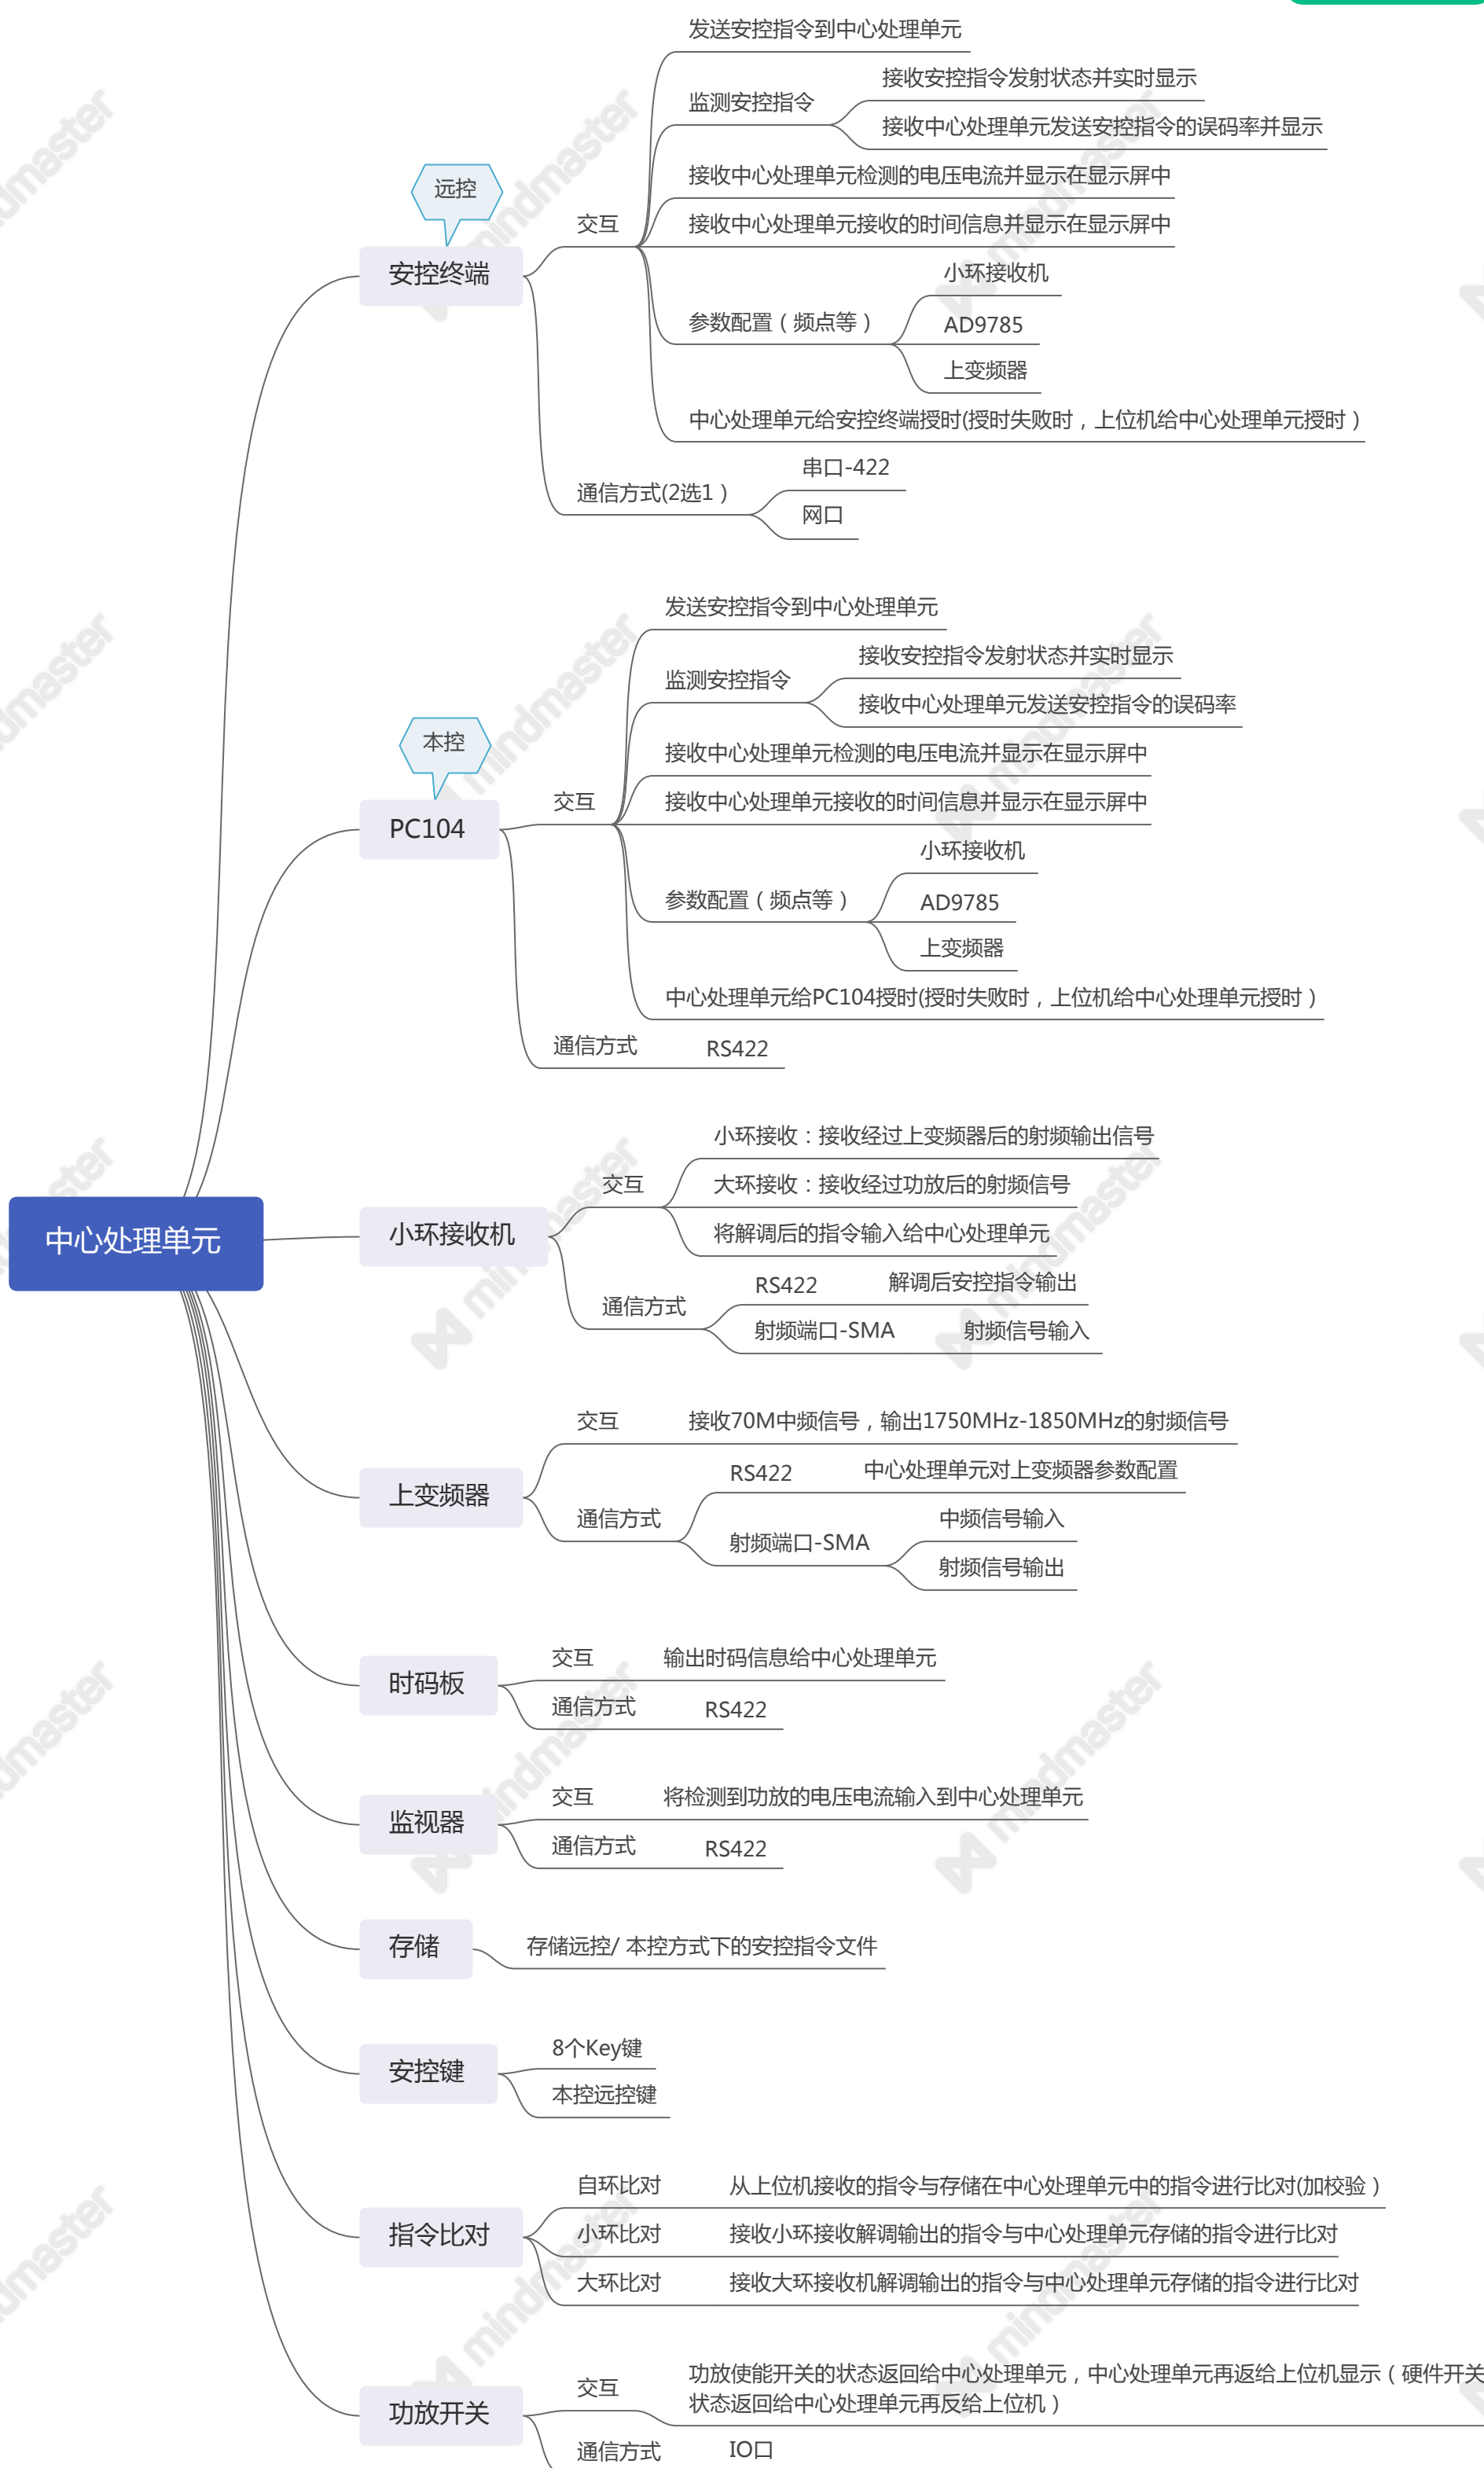 中心处理单元
远控
安控终端
交互
发送安控指令到中心处理单元
监测安控指令
接收安控指令发射状态并实时显示
接收中心处理单元发送安控指令的误码率并显示
接收中心处理单元检测的电压电流并显示在显示屏中
接收中心处理单元接收的时间信息并显示在显示屏中
参数配置（频点等）
小环接收机
AD9785
上变频器
中心处理单元给安控终端授时(授时失败时，上位机给中心处理单元授时）
通信方式(2选1）
串口-422
网口
本控
PC104
交互
发送安控指令到中心处理单元
监测安控指令
接收安控指令发射状态并实时显示
接收中心处理单元发送安控指令的误码率
接收中心处理单元检测的电压电流并显示在显示屏中
接收中心处理单元接收的时间信息并显示在显示屏中
参数配置（频点等）
小环接收机
AD9785
上变频器
中心处理单元给PC104授时(授时失败时，上位机给中心处理单元授时）
通信方式
RS422
小环接收机
交互
小环接收：接收经过上变频器后的射频输出信号
大环接收：接收经过功放后的射频信号
将解调后的指令输入给中心处理单元
通信方式
RS422
解调后安控指令输出
射频端口-SMA
射频信号输入
上变频器
交互
接收70M中频信号，输出1750MHz-1850MHz的射频信号
通信方式
RS422
中心处理单元对上变频器参数配置
射频端口-SMA
中频信号输入
射频信号输出
时码板
交互
输出时码信息给中心处理单元
通信方式
RS422
监视器
交互
将检测到功放的电压电流输入到中心处理单元
通信方式
RS422
存储
存储远控/ 本控方式下的安控指令文件
安控键
8个Key键
本控远控键
指令比对
自环比对
从上位机接收的指令与存储在中心处理单元中的指令进行比对(加校验）
小环比对
接收小环接收解调输出的指令与中心处理单元存储的指令进行比对
大环比对
接收大环接收机解调输出的指令与中心处理单元存储的指令进行比对
功放开关
交互
功放使能开关的状态返回给中心处理单元，中心处理单元再返给上位机显示（硬件开关
状态返回给中心处理单元再反给上位机）
通信方式
IO口
mindmaster
mindmaster
mindmaster
mindmaster
mindmaster
mindmaster
mindmaster
mindmaster
mindmaster
mindmaster